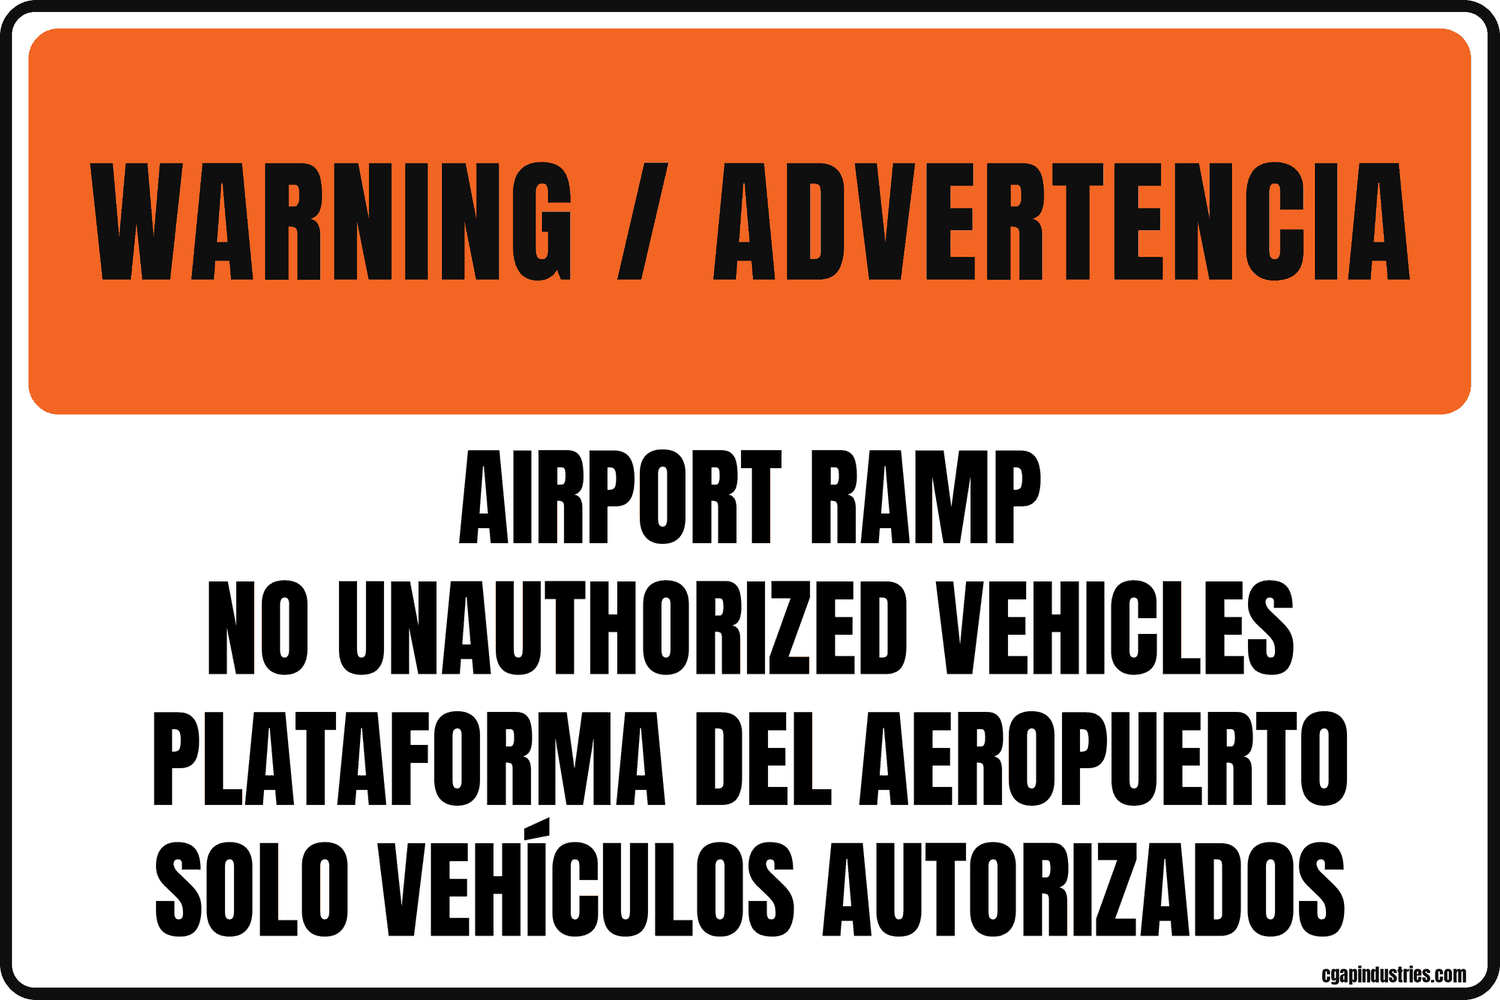 WARNING / ADVERTENCIA
AIRPORT RAMP
NO UNAUTHORIZED VEHICLES
PLATAFORMA DEL AEROPUERTO
SOLO VEHÍCULOS AUTORIZADOS
cgapindustries.com